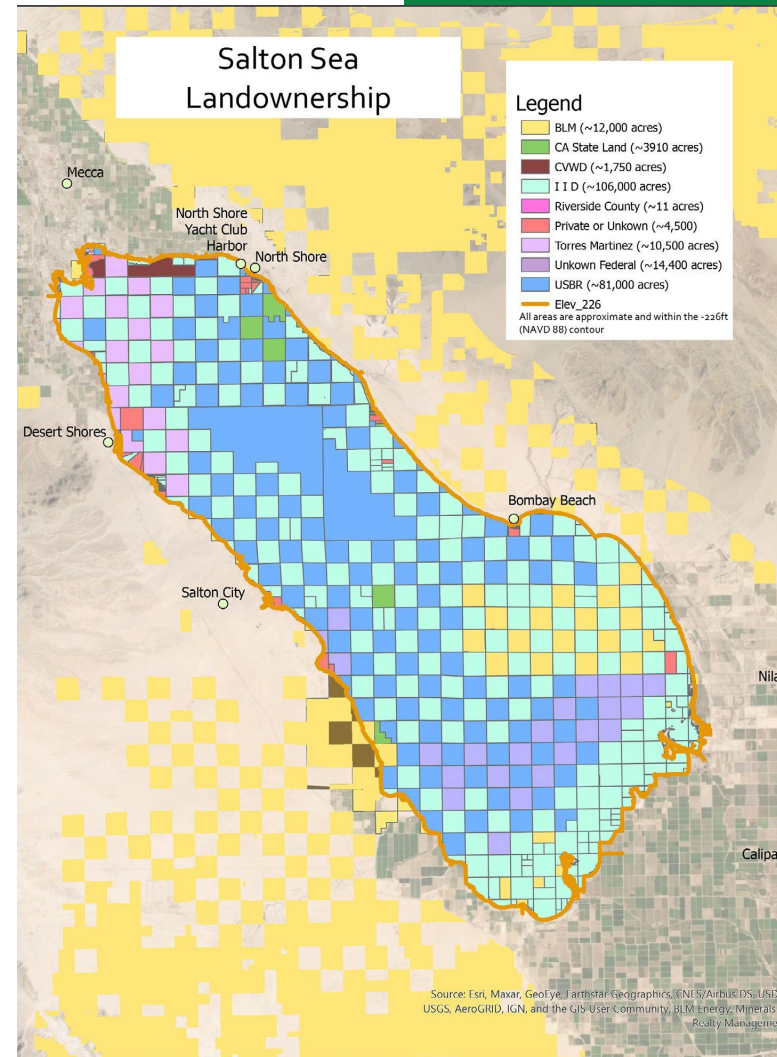 Salton Sea
Landownership
Legend
BLM (~12,000 acres)
CA State Land (~3910 acres)
CVWD (~1,750 acres)
I I D (~106,000 acres)
Riverside County (~11 acres)
Private or Unkown (~4,500)
Torres Martinez (~10,500 acres)
Unkown Federal (~14,400 acres)
USBR (~81,000 acres)
Elev_226
All areas are approximate and within the -226ft
(NAVD 88) contour
Mecca
North Shore
Yacht Club
Harbor
North Shore
Desert Shores
Bombay Beach
Salton City
Nila
Calipa
Source: Esri, Maxar, GeoEye, Earthstar Geographics, CNES/Airbus DS, USD
USGS, AeroGRID, IGN, and the GIS User Community, BLM Energy, Minerals
Realty Manageme